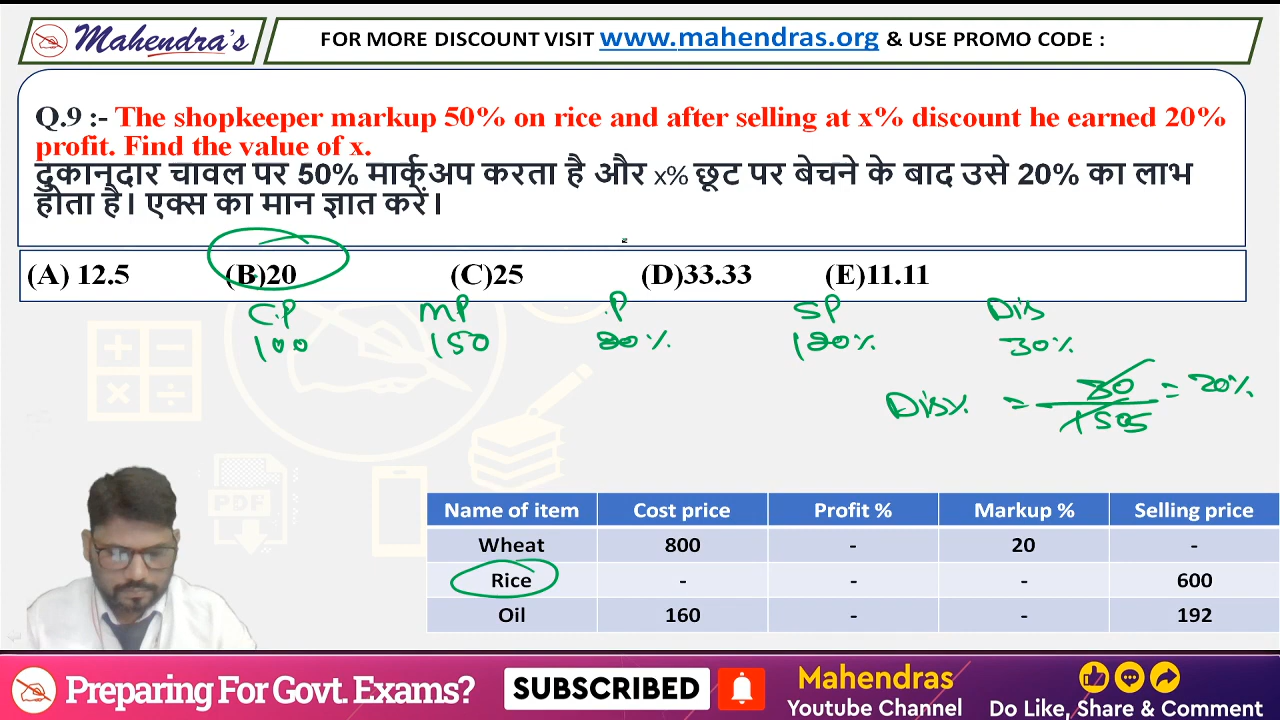 Mahendra's
FOR MORE DISCOUNT VISIT www.mahendras.org & USE PROMO CODE :
Q.9 :- The shopkeeper markup 50% on rice and after selling at x% discount he earned 20%
profit. Find the value of x.
दुकानदार चावल पर 50% मार्कअप करता है और x% छूट पर बेचने के बाद उसे 20% का लाभ
होता है। एक्स का मान ज्ञात करें।
(A) 12.5 (B)20 (C)25 (D)33.33 (E)11.11
C.P MP .P SP Dis
100 150 20% 120% 30%
Dis% = 30 = 20%
1505
PDF
Name of item Cost price Profit % Markup % Selling price
Wheat 800 - 20 -
Rice - - - 600
Oil 160 - - 192
Preparing For Govt. Exams?
SUBSCRIBED
Mahendras
Youtube Channel
Do Like, Share & Comment